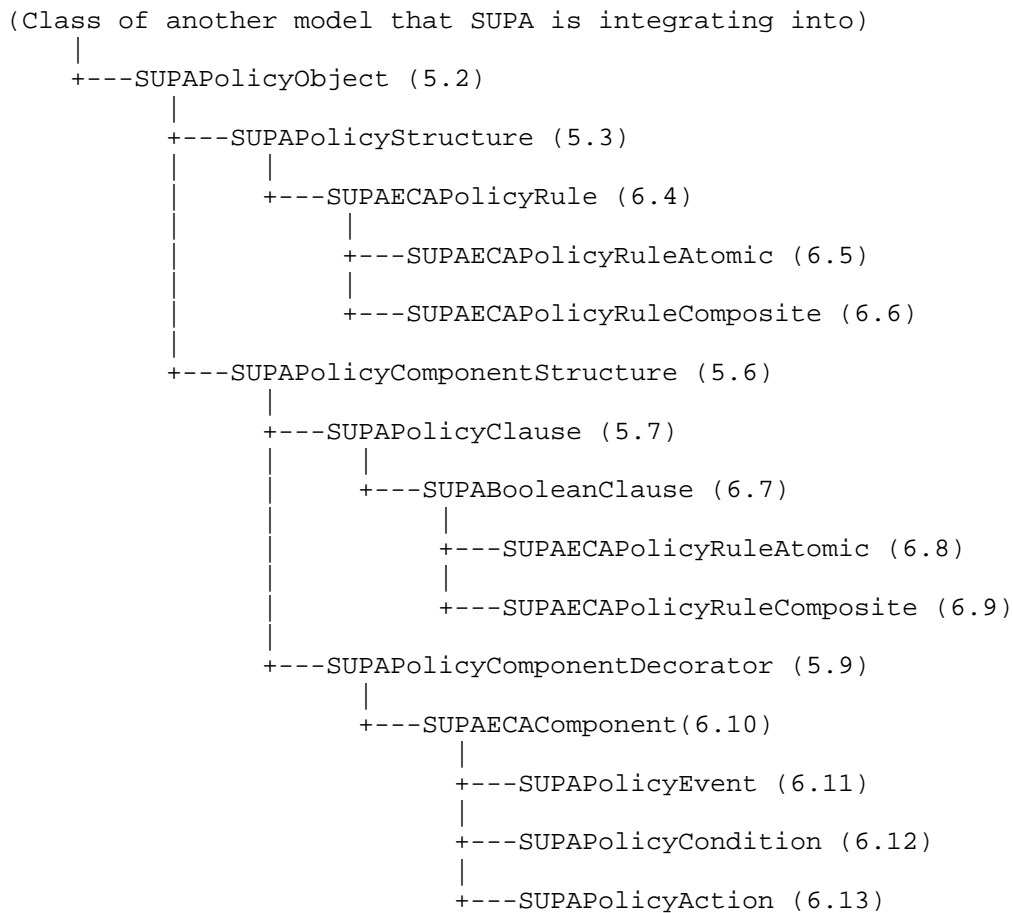 (Class of another model that SUPA is integrating into)
|
+---SUPAPolicyObject (5.2)
|
+---SUPAPolicyStructure (5.3)
|    |
|    +---SUPAECAPolicyRule (6.4)
|         |
|         +---SUPAECAPolicyRuleAtomic (6.5)
|         |
|         +---SUPAECAPolicyRuleComposite (6.6)
|
+---SUPAPolicyComponentStructure (5.6)
|
+---SUPAPolicyClause (5.7)
|    |
|    +---SUPABooleanClause (6.7)
|         |
|         +---SUPAECAPolicyRuleAtomic (6.8)
|         |
|         +---SUPAECAPolicyRuleComposite (6.9)
|
+---SUPAPolicyComponentDecorator (5.9)
|
+---SUPAECAComponent(6.10)
|
+---SUPAPolicyEvent (6.11)
|
+---SUPAPolicyCondition (6.12)
|
+---SUPAPolicyAction (6.13)